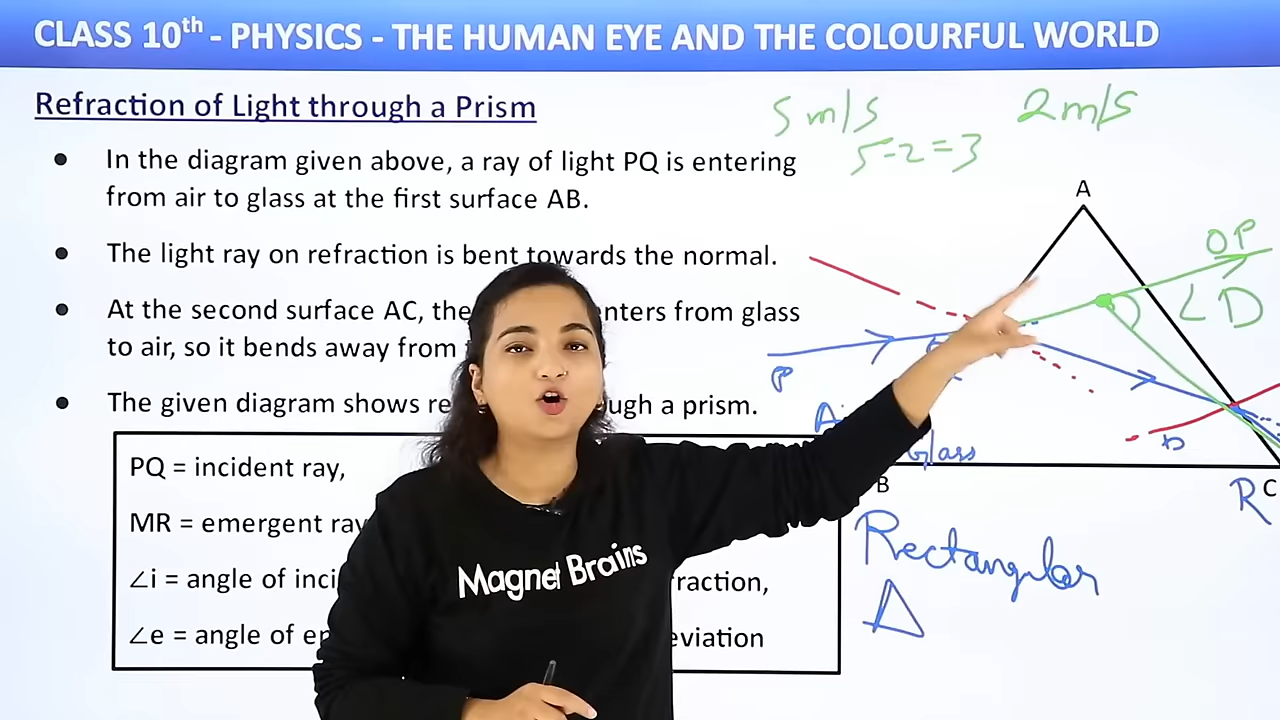 CLASS 10th - PHYSICS - THE HUMAN EYE AND THE COLOURFUL WORLD
Refraction of Light through a Prism
5 m/s
2 m/s
5-2=3
• In the diagram given above, a ray of light PQ is entering
from air to glass at the first surface AB.
• The light ray on refraction is bent towards the normal.
• At the second surface AC, the
nters from glass
to air, so it bends away from
• The given diagram shows re
ugh a prism.
PQ = incident ray,
MR = emergent ray
∠i = angle of inci
fraction,
∠e = angle of e
eviation
A
OP
∠D
P
Glass
B
C
R
Rectangular
Δ
Magnet Brains